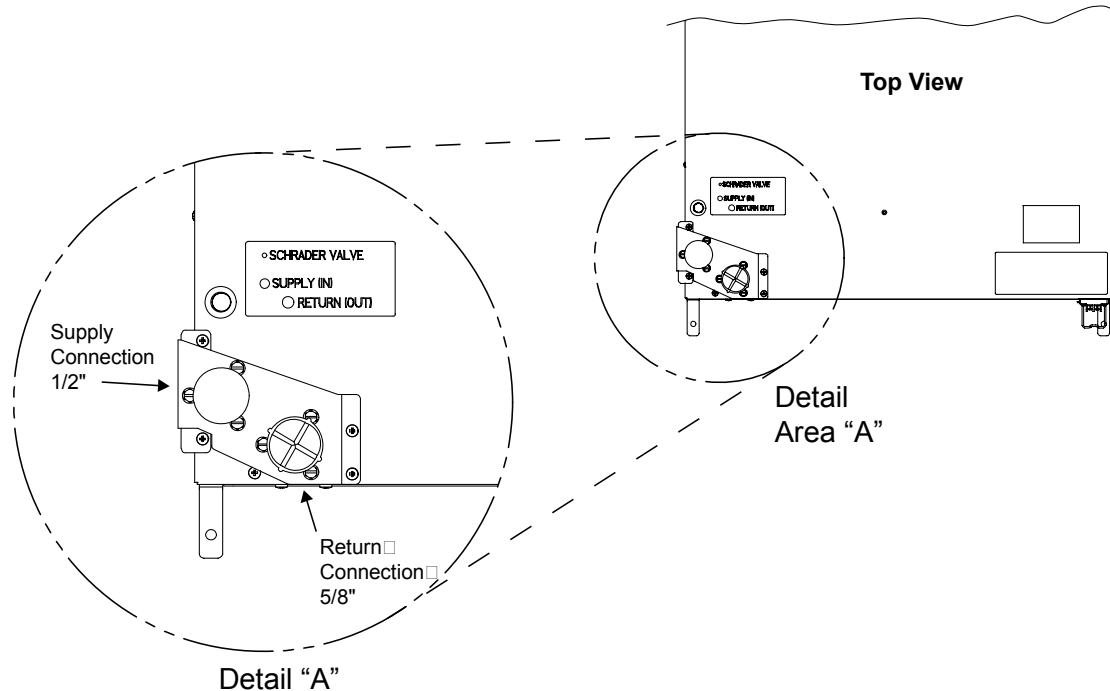 Top View
SCHRADER VALVE
SUPPLY (IN)
RETURN (OUT)
SCHRADER VALVE
SUPPLY (IN)
RETURN (OUT)
Supply
Connection
1/2"
Detail
Area “A”
Return
Connection
5/8"
Detail “A”